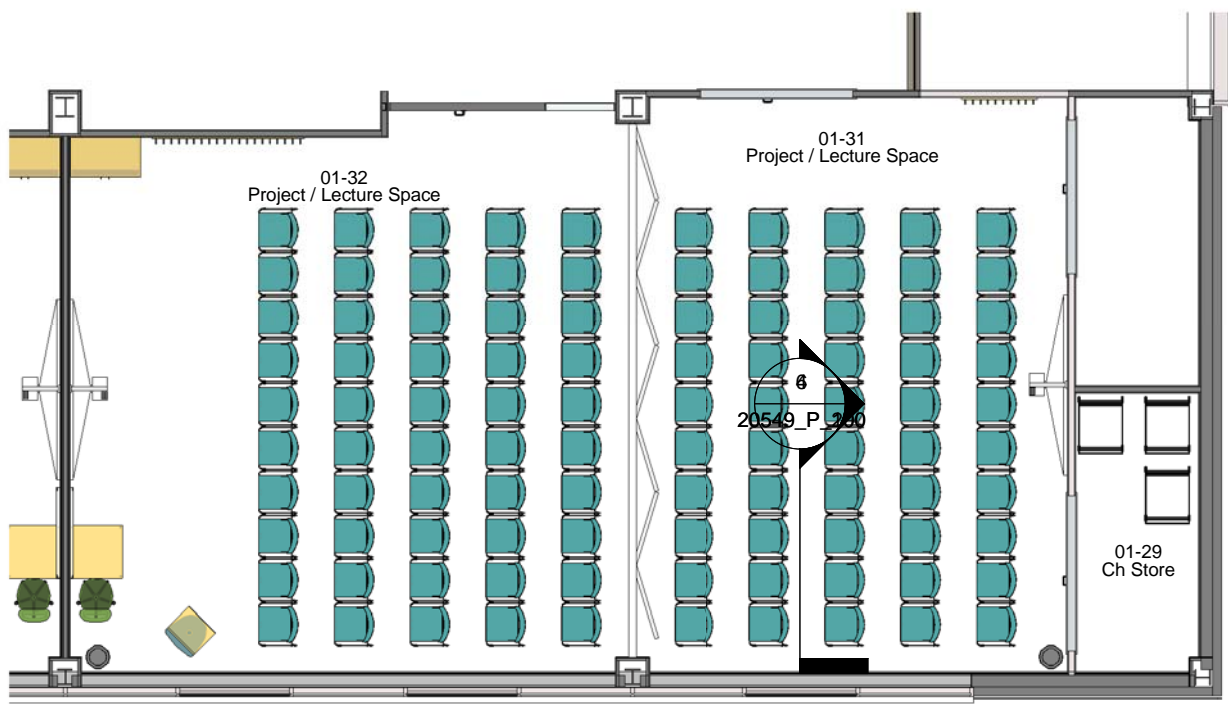 01-31
Project / Lecture Space
01-32
Project / Lecture Space
01-29
Ch Store